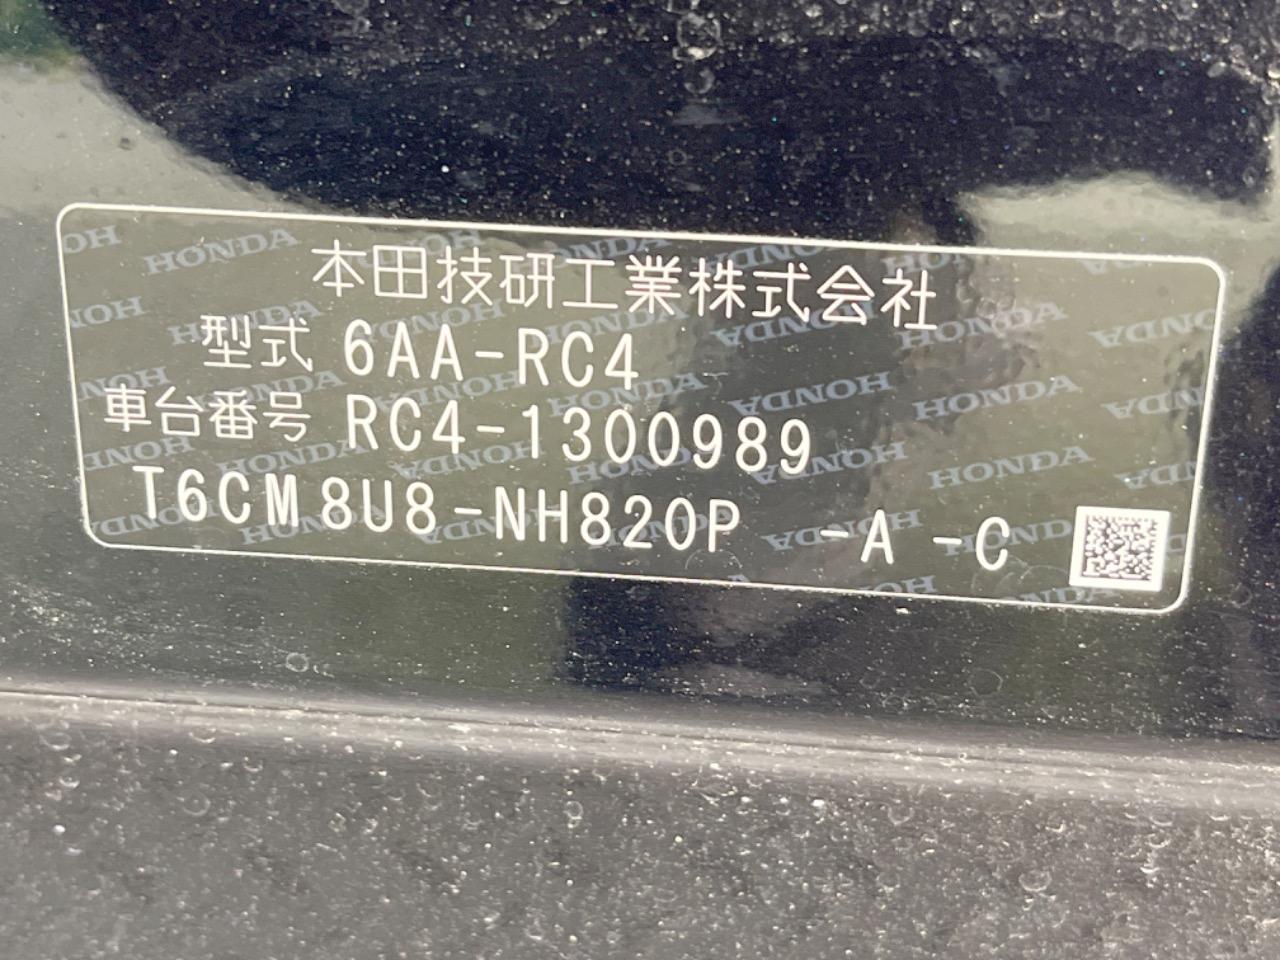 本田技研工業株式会社
型式 6AA-RC4
車台番号 RC4-1300989
T6CM8U8-NH820P -A -C